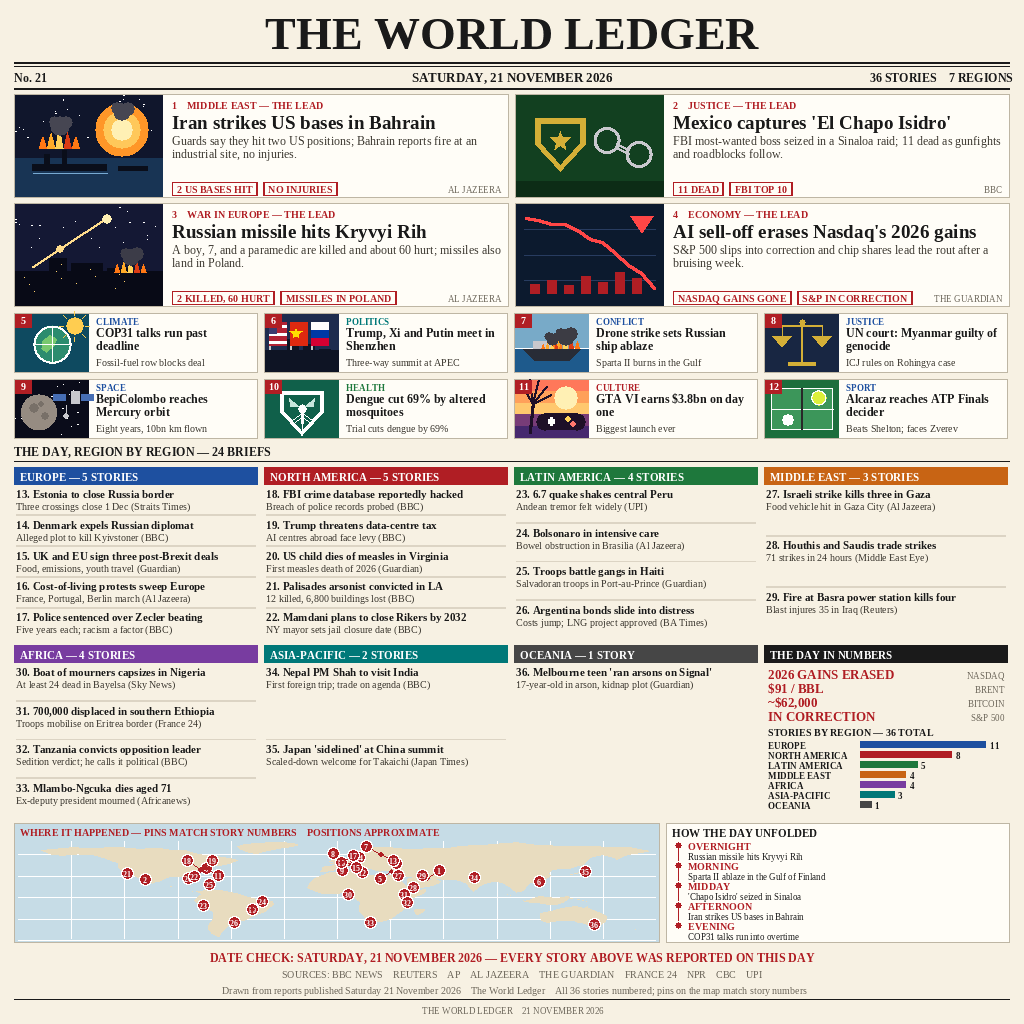 THE WORLD LEDGER
No. 21
SATURDAY, 21 NOVEMBER 2026
36 STORIES 7 REGIONS
1 MIDDLE EAST — THE LEAD
Iran strikes US bases in Bahrain
Guards say they hit two US positions; Bahrain reports fire at an
industrial site, no injuries.
2 US BASES HIT NO INJURIES AL JAZEERA
2 JUSTICE — THE LEAD
Mexico captures 'El Chapo Isidro'
FBI most-wanted boss seized in a Sinaloa raid; 11 dead as gunfights
and roadblocks follow.
11 DEAD FBI TOP 10 BBC
3 WAR IN EUROPE — THE LEAD
Russian missile hits Kryvyi Rih
A boy, 7, and a paramedic are killed and about 60 hurt; missiles also
land in Poland.
2 KILLED, 60 HURT MISSILES IN POLAND AL JAZEERA
4 ECONOMY — THE LEAD
AI sell-off erases Nasdaq's 2026 gains
S&P 500 slips into correction and chip shares lead the rout after a
bruising week.
NASDAQ GAINS GONE S&P IN CORRECTION THE GUARDIAN
5 CLIMATE
COP31 talks run past
deadline
Fossil-fuel row blocks deal
6 POLITICS
Trump, Xi and Putin meet in
Shenzhen
Three-way summit at APEC
7 CONFLICT
Drone strike sets Russian
ship ablaze
Sparta II burns in the Gulf
8 JUSTICE
UN court: Myanmar guilty of
genocide
ICJ rules on Rohingya case
9 SPACE
BepiColombo reaches
Mercury orbit
Eight years, 10bn km flown
10 HEALTH
Dengue cut 69% by altered
mosquitoes
Trial cuts dengue by 69%
11 CULTURE
GTA VI earns $3.8bn on day
one
Biggest launch ever
12 SPORT
Alcaraz reaches ATP Finals
decider
Beats Shelton; faces Zverev
THE DAY, REGION BY REGION — 24 BRIEFS
EUROPE — 5 STORIES
13. Estonia to close Russia border
Three crossings close 1 Dec (Straits Times)
14. Denmark expels Russian diplomat
Alleged plot to kill Kyivstoner (BBC)
15. UK and EU sign three post-Brexit deals
Food, emissions, youth travel (Guardian)
16. Cost-of-living protests sweep Europe
France, Portugal, Berlin march (Al Jazeera)
17. Police sentenced over Zecler beating
Five years each; racism a factor (BBC)
NORTH AMERICA — 5 STORIES
18. FBI crime database reportedly hacked
Breach of police records probed (BBC)
19. Trump threatens data-centre tax
AI centres abroad face levy (BBC)
20. US child dies of measles in Virginia
First measles death of 2026 (Guardian)
21. Palisades arsonist convicted in LA
12 killed, 6,800 buildings lost (BBC)
22. Mamdani plans to close Rikers by 2032
NY mayor sets jail closure date (BBC)
LATIN AMERICA — 4 STORIES
23. 6.7 quake shakes central Peru
Andean tremor felt widely (UPI)
24. Bolsonaro in intensive care
Bowel obstruction in Brasilia (Al Jazeera)
25. Troops battle gangs in Haiti
Salvadoran troops in Port-au-Prince (Guardian)
26. Argentina bonds slide into distress
Costs jump; LNG project approved (BA Times)
MIDDLE EAST — 3 STORIES
27. Israeli strike kills three in Gaza
Food vehicle hit in Gaza City (Al Jazeera)
28. Houthis and Saudis trade strikes
71 strikes in 24 hours (Middle East Eye)
29. Fire at Basra power station kills four
Blast injures 35 in Iraq (Reuters)
AFRICA — 4 STORIES
30. Boat of mourners capsizes in Nigeria
At least 24 dead in Bayelsa (Sky News)
31. 700,000 displaced in southern Ethiopia
Troops mobilise on Eritrea border (France 24)
32. Tanzania convicts opposition leader
Sedition verdict; he calls it political (BBC)
33. Mlambo-Ngcuka dies aged 71
Ex-deputy president mourned (Africanews)
ASIA-PACIFIC — 2 STORIES
34. Nepal PM Shah to visit India
First foreign trip; trade on agenda (BBC)
35. Japan 'sidelined' at China summit
Scaled-down welcome for Takaichi (Japan Times)
OCEANIA — 1 STORY
36. Melbourne teen 'ran arsons on Signal'
17-year-old in arson, kidnap plot (Guardian)
THE DAY IN NUMBERS
2026 GAINS ERASED NASDAQ
$91 / BBL BRENT
~$62,000 BITCOIN
IN CORRECTION S&P 500
STORIES BY REGION — 36 TOTAL
EUROPE 11
NORTH AMERICA 8
LATIN AMERICA 5
MIDDLE EAST 4
AFRICA 4
ASIA-PACIFIC 3
OCEANIA 1
WHERE IT HAPPENED — PINS MATCH STORY NUMBERS POSITIONS APPROXIMATE
HOW THE DAY UNFOLDED
OVERNIGHT
Russian missile hits Kryvyi Rih
MORNING
Sparta II ablaze in the Gulf of Finland
MIDDAY
'Chapo Isidro' seized in Sinaloa
AFTERNOON
Iran strikes US bases in Bahrain
EVENING
COP31 talks run into overtime
DATE CHECK: SATURDAY, 21 NOVEMBER 2026 — EVERY STORY ABOVE WAS REPORTED ON THIS DAY
SOURCES: BBC NEWS REUTERS AP AL JAZEERA THE GUARDIAN FRANCE 24 NPR CBC UPI
Drawn from reports published Saturday 21 November 2026 The World Ledger All 36 stories numbered; pins on the map match story numbers
THE WORLD LEDGER 21 NOVEMBER 2026